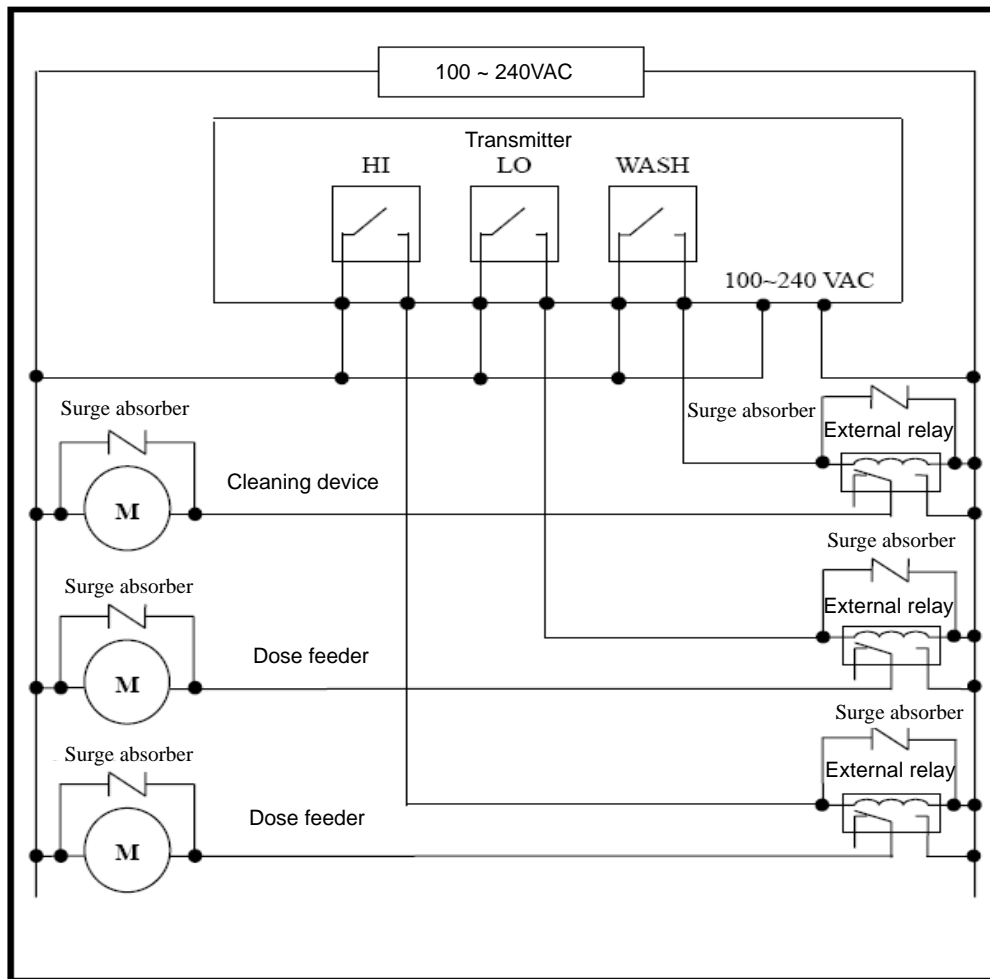 100 ~ 240VAC
Transmitter
HI LO WASH
100~240 VAC
Surge absorber
Surge absorber
External relay
Cleaning device
M
Surge absorber
Surge absorber
External relay
Dose feeder
M
Surge absorber
Surge absorber
External relay
Dose feeder
M